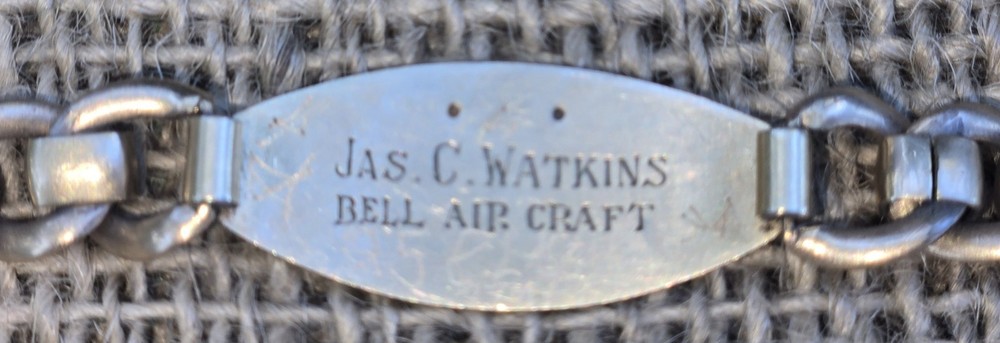 JAS. C. WATKINS
BELL AIR CRAFT